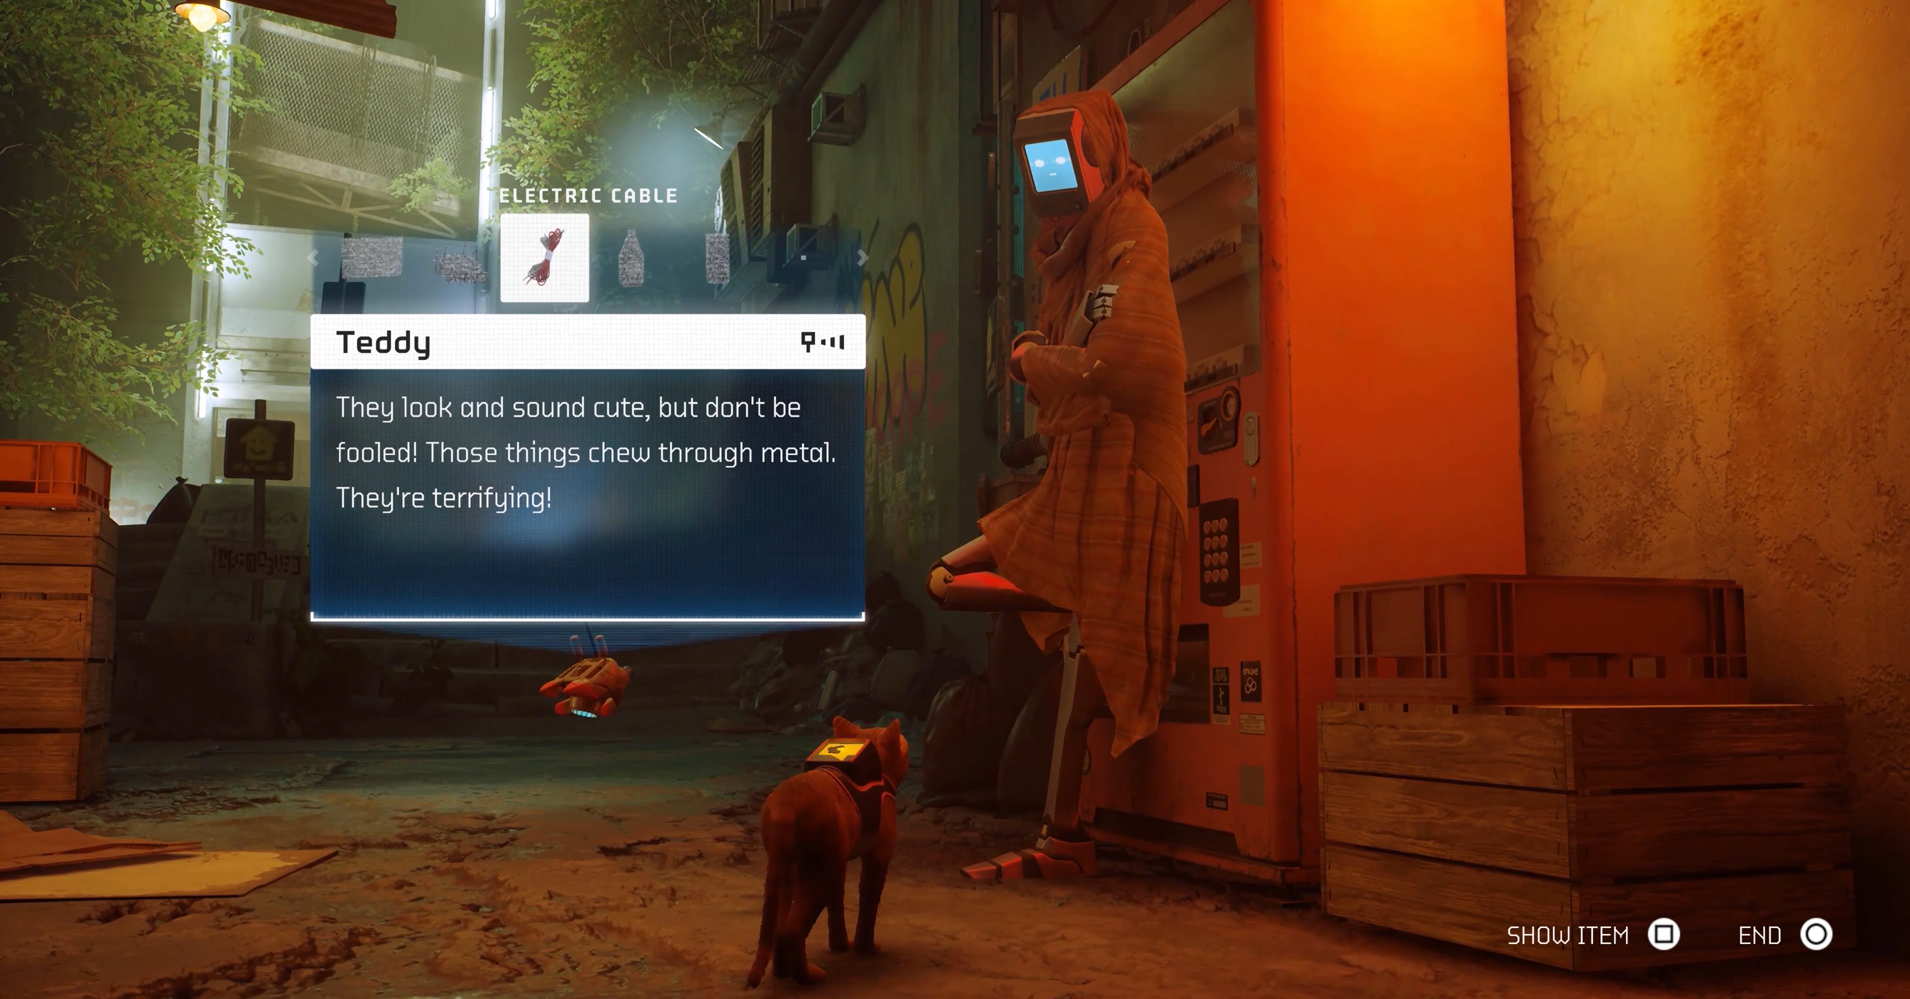 ELECTRIC CABLE
Teddy
They look and sound cute, but don't be
fooled! Those things chew through metal.
They're terrifying!
SHOW ITEM
END